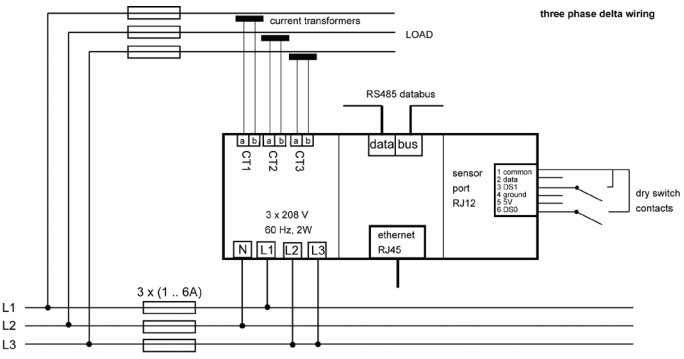 three phase delta wiring
current transformers
LOAD
RS485 databus
a b a b a b
data bus
CT1 CT2 CT3
sensor
port
RJ12
1 common
2 data
3 DS1
4 ground
5 5V
6 DS0
dry switch
contacts
3 x 208 V
60 Hz, 2W
ethernet
RJ45
N L1 L2 L3
3 x (1 .. 6A)
L1
L2
L3